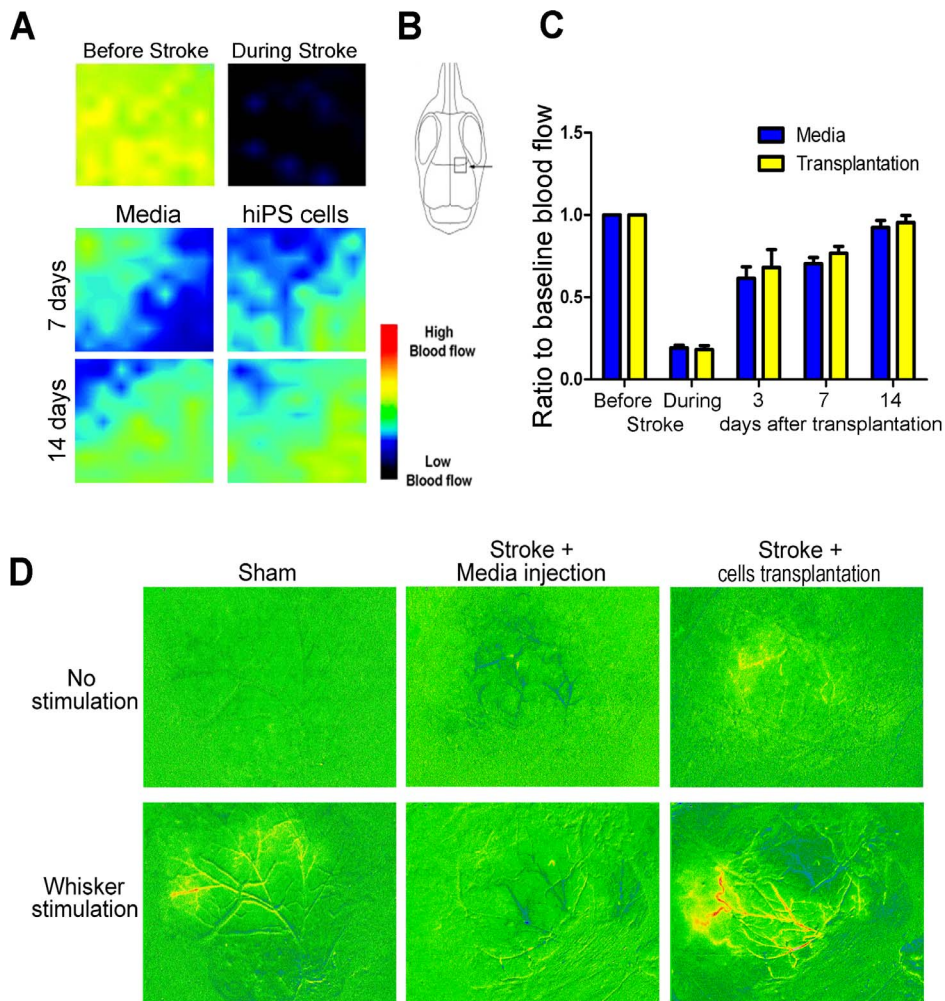 A
Before Stroke
During Stroke
Media
hiPS cells
7 days
14 days
High
Blood flow
Low
Blood flow
B
C
Ratio to baseline blood flow
1.5
1.0
0.5
0.0
Media
Transplantation
Before During 3 7 14
Stroke days after transplantation
D
Sham
Stroke +
Media injection
Stroke +
cells transplantation
No
stimulation
Whisker
stimulation